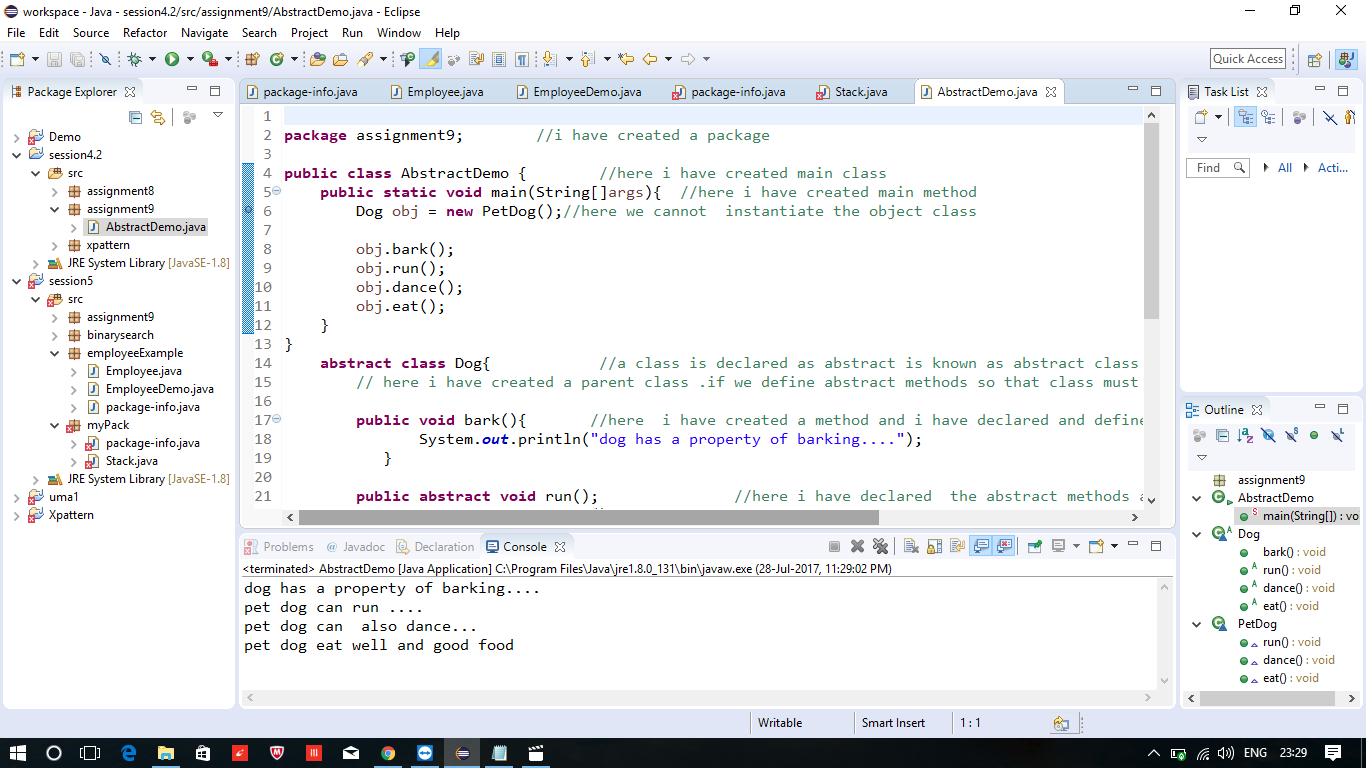 workspace - Java - session4.2/src/assignment9/AbstractDemo.java - Eclipse
File Edit Source Refactor Navigate Search Project Run Window Help
Quick Access
Package Explorer
Demo
session4.2
src
assignment8
assignment9
AbstractDemo.java
xpattern
JRE System Library [JavaSE-1.8]
session5
src
assignment9
binarysearch
employeeExample
Employee.java
EmployeeDemo.java
package-info.java
myPack
package-info.java
Stack.java
JRE System Library [JavaSE-1.8]
uma1
Xpattern
package-info.java Employee.java EmployeeDemo.java package-info.java Stack.java AbstractDemo.java
1
2 package assignment9; //i have created a package
3
4 public class AbstractDemo { //here i have created main class
5 public static void main(String[]args){ //here i have created main method
6 Dog obj = new PetDog();//here we cannot instantiate the object class
7
8 obj.bark();
9 obj.run();
10 obj.dance();
11 obj.eat();
12 }
13 }
14 abstract class Dog{ //a class is declared as abstract is known as abstract class
15 // here i have created a parent class .if we define abstract methods so that class must
16
17 public void bark(){ //here i have created a method and i have declared and define
18 System.out.println("dog has a property of barking....");
19 }
20
21 public abstract void run(); //here i have declared the abstract methods a
Problems @ Javadoc Declaration Console
<terminated> AbstractDemo [Java Application] C:\Program Files\Java\jre1.8.0_131\bin\javaw.exe (28-Jul-2017, 11:29:02 PM)
dog has a property of barking....
pet dog can run ....
pet dog can also dance...
pet dog eat well and good food
Task List
Find All Acti...
Outline
assignment9
AbstractDemo
main(String[]) : vo
Dog
bark() : void
run() : void
dance() : void
eat() : void
PetDog
run() : void
dance() : void
eat() : void
Writable Smart Insert 1 : 1
ENG 23:29